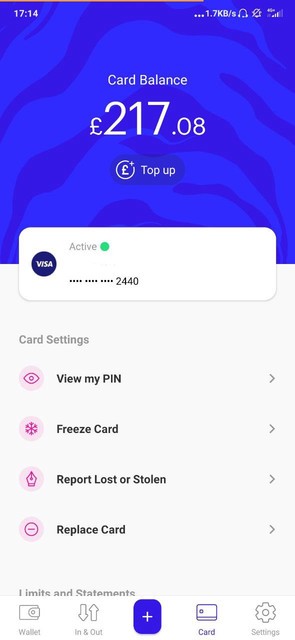 17:14
...1.7KB/s
Card Balance
£217.08
£+ Top up
Active
VISA
•••• •••• •••• 2440
Card Settings
View my PIN
Freeze Card
Report Lost or Stolen
Replace Card
Limits and Statements
Wallet
In & Out
+
Card
Settings